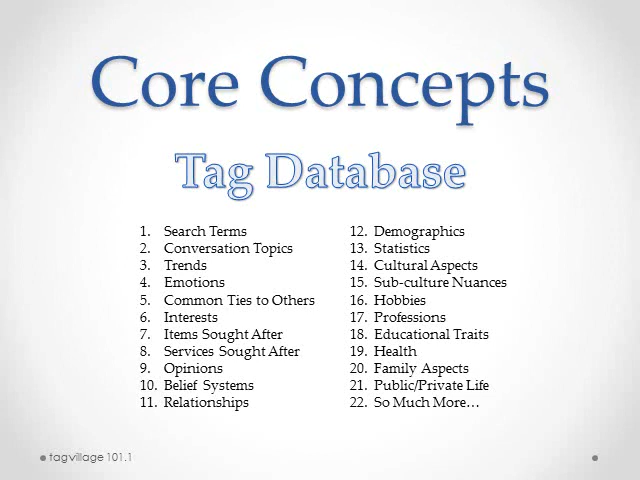 Core Concepts
Tag Database
1. Search Terms
2. Conversation Topics
3. Trends
4. Emotions
5. Common Ties to Others
6. Interests
7. Items Sought After
8. Services Sought After
9. Opinions
10. Belief Systems
11. Relationships
12. Demographics
13. Statistics
14. Cultural Aspects
15. Sub-culture Nuances
16. Hobbies
17. Professions
18. Educational Traits
19. Health
20. Family Aspects
21. Public/Private Life
22. So Much More…
tagvillage 101.1